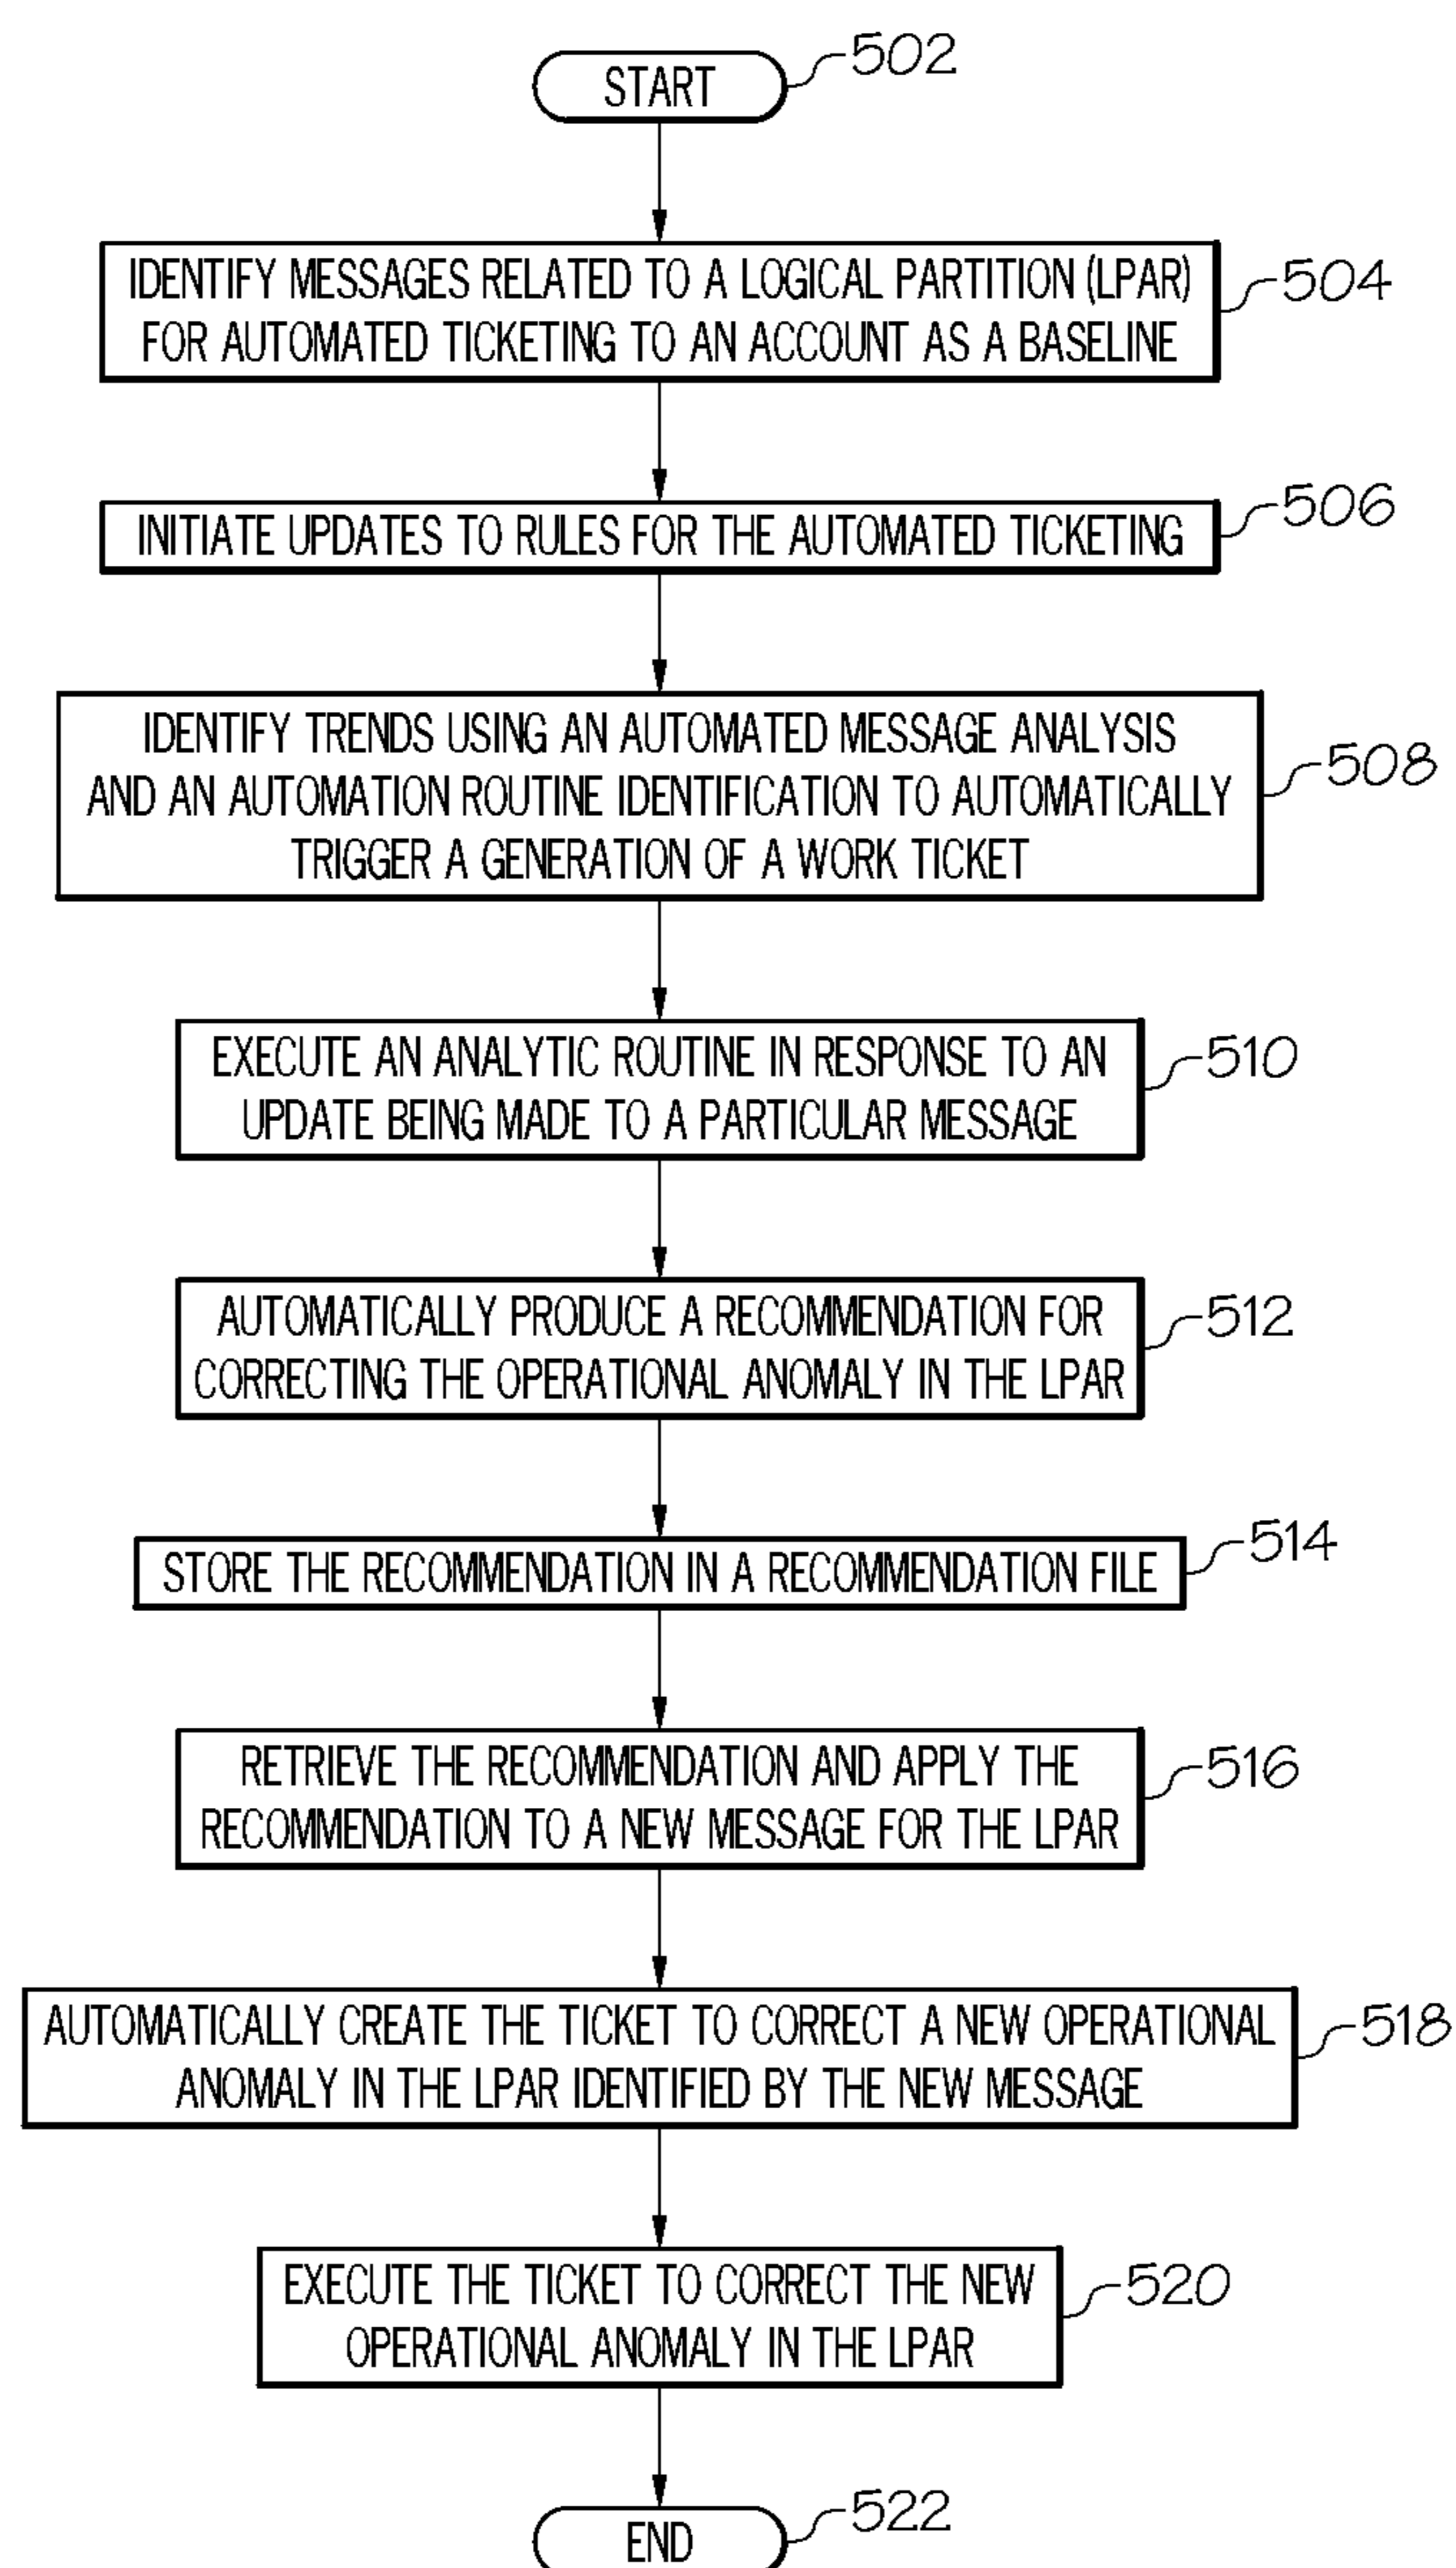 START
502
IDENTIFY MESSAGES RELATED TO A LOGICAL PARTITION (LPAR)
FOR AUTOMATED TICKETING TO AN ACCOUNT AS A BASELINE
504
INITIATE UPDATES TO RULES FOR THE AUTOMATED TICKETING
506
IDENTIFY TRENDS USING AN AUTOMATED MESSAGE ANALYSIS
AND AN AUTOMATION ROUTINE IDENTIFICATION TO AUTOMATICALLY
TRIGGER A GENERATION OF A WORK TICKET
508
EXECUTE AN ANALYTIC ROUTINE IN RESPONSE TO AN
UPDATE BEING MADE TO A PARTICULAR MESSAGE
510
AUTOMATICALLY PRODUCE A RECOMMENDATION FOR
CORRECTING THE OPERATIONAL ANOMALY IN THE LPAR
512
STORE THE RECOMMENDATION IN A RECOMMENDATION FILE
514
RETRIEVE THE RECOMMENDATION AND APPLY THE
RECOMMENDATION TO A NEW MESSAGE FOR THE LPAR
516
AUTOMATICALLY CREATE THE TICKET TO CORRECT A NEW OPERATIONAL
ANOMALY IN THE LPAR IDENTIFIED BY THE NEW MESSAGE
518
EXECUTE THE TICKET TO CORRECT THE NEW
OPERATIONAL ANOMALY IN THE LPAR
520
END
522